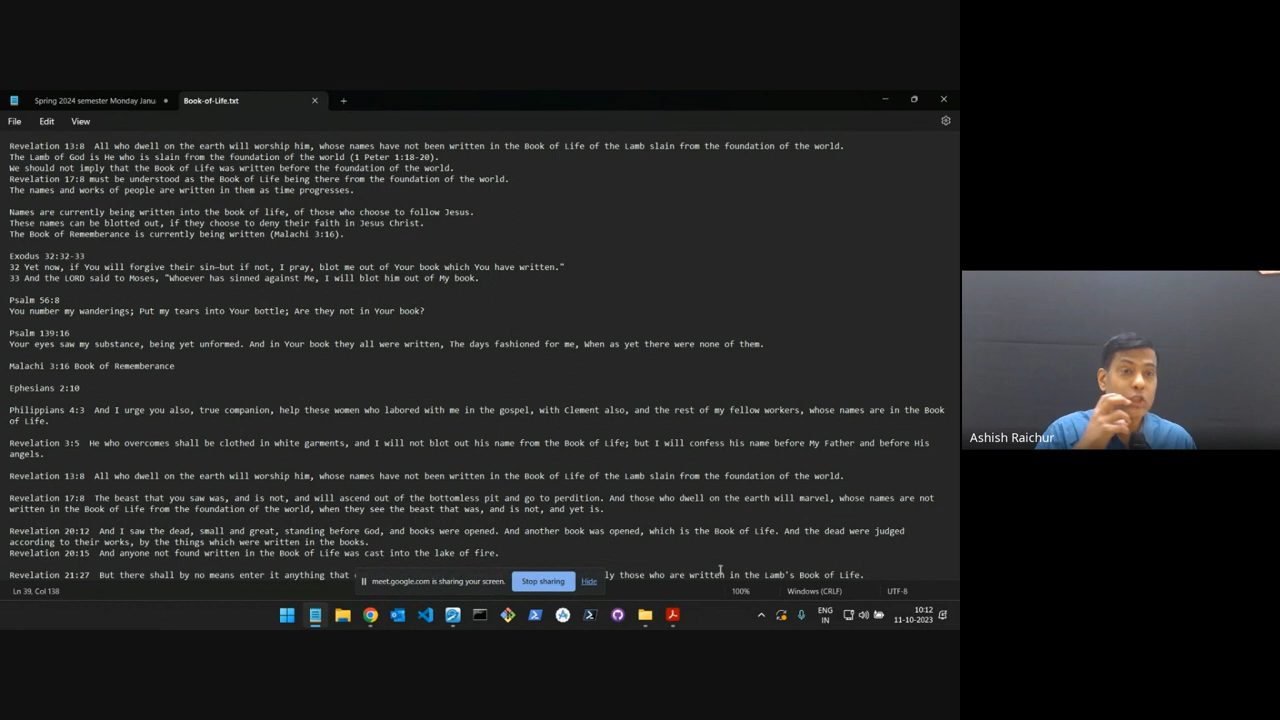 Spring 2024 semester Monday Janu
Book-of-Life.txt
File Edit View
Revelation 13:8 All who dwell on the earth will worship him, whose names have not been written in the Book of Life of the Lamb slain from the foundation of the world.
The Lamb of God is He who is slain from the foundation of the world (1 Peter 1:18-20).
We should not imply that the Book of Life was written before the foundation of the world.
Revelation 17:8 must be understood as the Book of Life being there from the foundation of the world.
The names and works of people are written in them as time progresses.
Names are currently being written into the book of life, of those who choose to follow Jesus.
These names can be blotted out, if they choose to deny their faith in Jesus Christ.
The Book of Rememberance is currently being written (Malachi 3:16).
Exodus 32:32-33
32 Yet now, if You will forgive their sin—but if not, I pray, blot me out of Your book which You have written."
33 And the LORD said to Moses, "Whoever has sinned against Me, I will blot him out of My book.
Psalm 56:8
You number my wanderings; Put my tears into Your bottle; Are they not in Your book?
Psalm 139:16
Your eyes saw my substance, being yet unformed. And in Your book they all were written, The days fashioned for me, When as yet there were none of them.
Malachi 3:16 Book of Rememberance
Ephesians 2:10
Philippians 4:3 And I urge you also, true companion, help these women who labored with me in the gospel, with Clement also, and the rest of my fellow workers, whose names are in the Book
of Life.
Revelation 3:5 He who overcomes shall be clothed in white garments, and I will not blot out his name from the Book of Life; but I will confess his name before My Father and before His
angels.
Revelation 13:8 All who dwell on the earth will worship him, whose names have not been written in the Book of Life of the Lamb slain from the foundation of the world.
Revelation 17:8 The beast that you saw was, and is not, and will ascend out of the bottomless pit and go to perdition. And those who dwell on the earth will marvel, whose names are not
written in the Book of Life from the foundation of the world, when they see the beast that was, and is not, and yet is.
Revelation 20:12 And I saw the dead, small and great, standing before God, and books were opened. And another book was opened, which is the Book of Life. And the dead were judged
according to their works, by the things which were written in the books.
Revelation 20:15 And anyone not found written in the Book of Life was cast into the lake of fire.
Revelation 21:27 But there shall by no means enter it anything that
ly those who are written in the Lamb's Book of Life.
meet.google.com is sharing your screen.
Stop sharing
Hide
Ln 39, Col 138
100%
Windows (CRLF)
UTF-8
ENG
IN
10:12
11-10-2023
Ashish Raichur